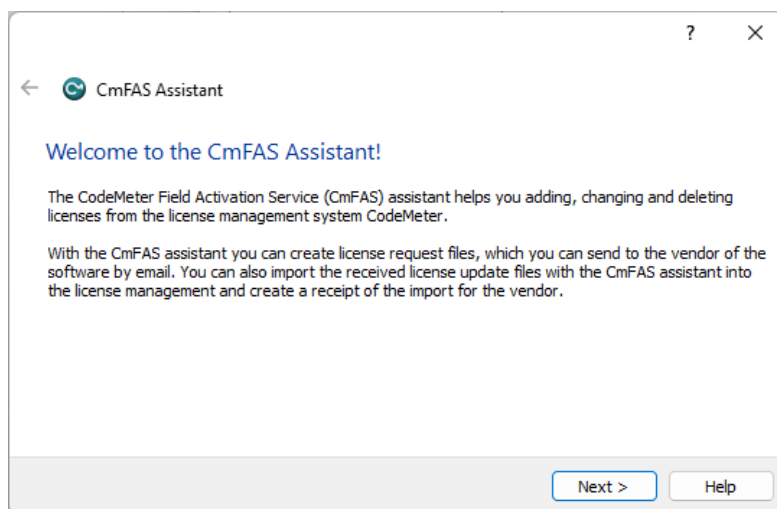 ?
CmFAS Assistant
Welcome to the CmFAS Assistant!
The CodeMeter Field Activation Service (CmFAS) assistant helps you adding, changing and deleting
licenses from the license management system CodeMeter.
With the CmFAS assistant you can create license request files, which you can send to the vendor of the
software by email. You can also import the received license update files with the CmFAS assistant into
the license management and create a receipt of the import for the vendor.
Next >
Help